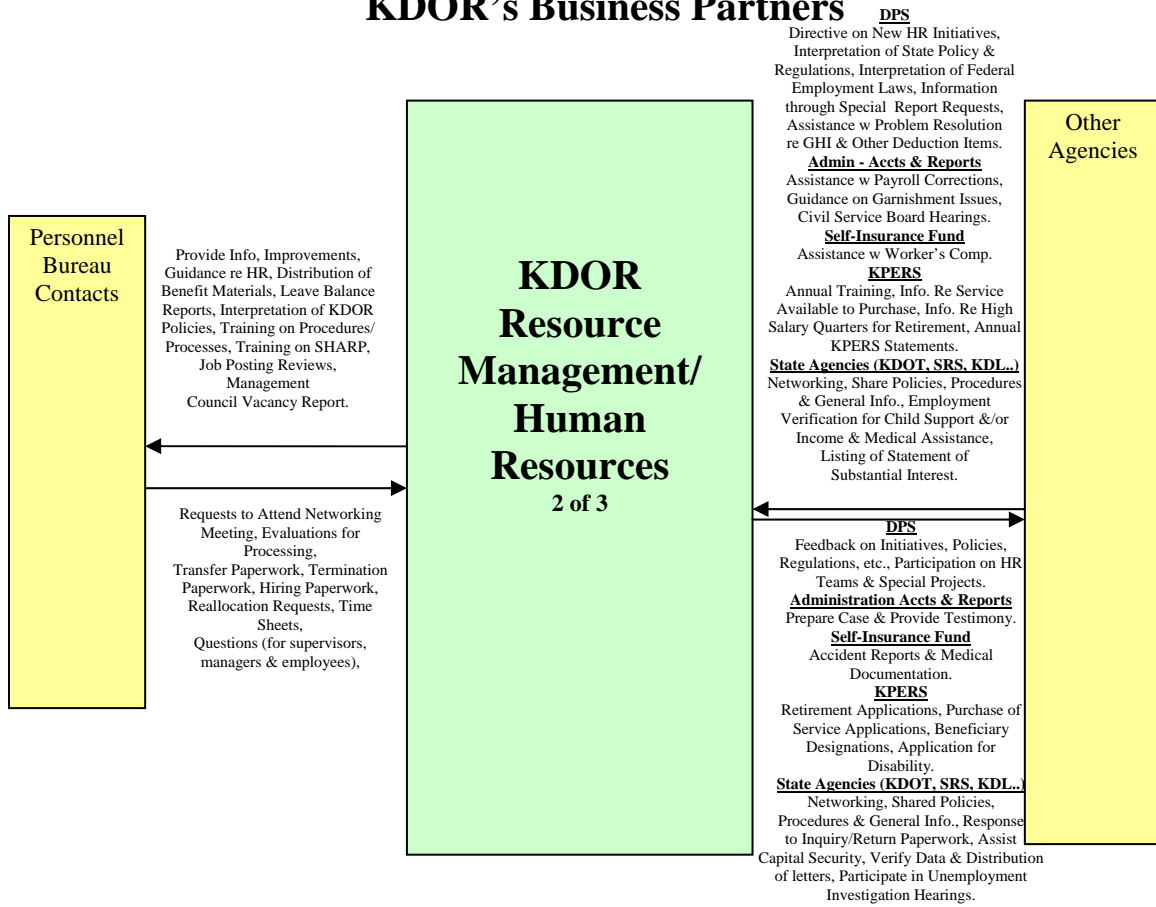 KDOR's Business Partners
Personnel
Bureau
Contacts
Provide Info, Improvements,
Guidance re HR, Distribution of
Benefit Materials, Leave Balance
Reports, Interpretation of KDOR
Policies, Training on Procedures/
Processes, Training on SHARP,
Job Posting Reviews,
Management
Council Vacancy Report.
Requests to Attend Networking
Meeting, Evaluations for
Processing,
Transfer Paperwork, Termination
Paperwork, Hiring Paperwork,
Reallocation Requests, Time
Sheets,
Questions (for supervisors,
managers & employees),
KDOR
Resource
Management/
Human
Resources
2 of 3
DPS
Directive on New HR Initiatives,
Interpretation of State Policy &
Regulations, Interpretation of Federal
Employment Laws, Information
through Special Report Requests,
Assistance w Problem Resolution
re GHI & Other Deduction Items.
Admin - Accts & Reports
Assistance w Payroll Corrections,
Guidance on Garnishment Issues,
Civil Service Board Hearings.
Self-Insurance Fund
Assistance w Worker's Comp.
KPERS
Annual Training, Info. Re Service
Available to Purchase, Info. Re High
Salary Quarters for Retirement, Annual
KPERS Statements.
State Agencies (KDOT, SRS, KDL..)
Networking, Share Policies, Procedures
& General Info., Employment
Verification for Child Support &/or
Income & Medical Assistance,
Listing of Statement of
Substantial Interest.
DPS
Feedback on Initiatives, Policies,
Regulations, etc., Participation on HR
Teams & Special Projects.
Administration Accts & Reports
Prepare Case & Provide Testimony.
Self-Insurance Fund
Accident Reports & Medical
Documentation.
KPERS
Retirement Applications, Purchase of
Service Applications, Beneficiary
Designations, Application for
Disability.
State Agencies (KDOT, SRS, KDL..)
Networking, Shared Policies,
Procedures & General Info., Response
to Inquiry/Return Paperwork, Assist
Capital Security, Verify Data & Distribution
of letters, Participate in Unemployment
Investigation Hearings.
Other
Agencies